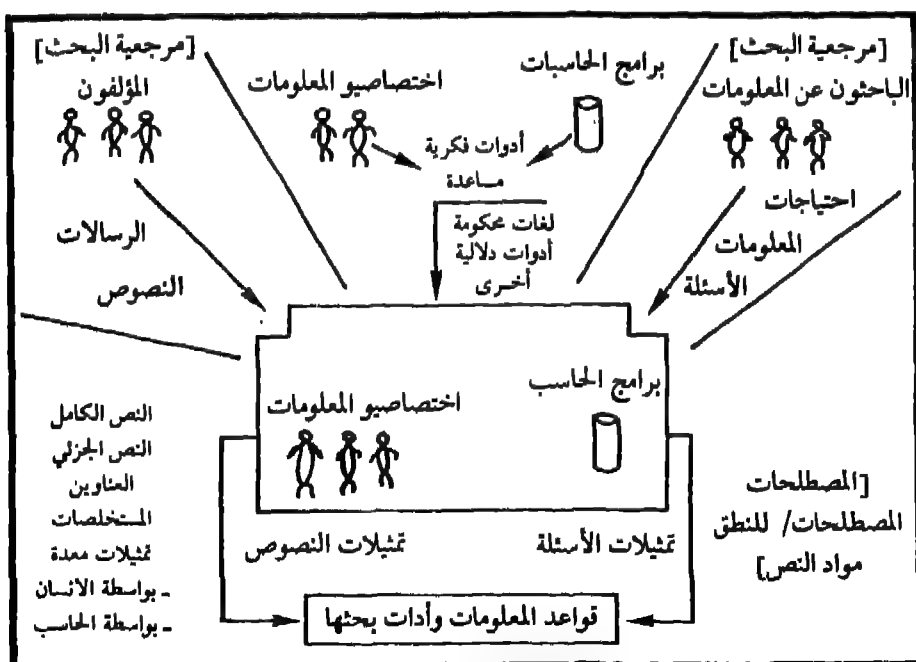 [مرجعية البحث]
الباحثون عن المعلومات
احتياجات
المعلومات
الأسئلة
برامج الحاسبات
اختصاصيو المعلومات
أدوات فكرية
مساعدة
لغات محكومة
أدوات دلالية
أخرى
[مرجعية البحث]
المؤلفون
الرسالات
النصوص
برامج الحاسب
اختصاصيو المعلومات
[المصطلحات
المصطلحات/ للنطق
مواد النص]
تمثيلات الأسئلة
تمثيلات النصوص
النص الكامل
النص الجزئي
العناوين
المستخلصات
تمثيلات معدة
ـ بواسطة الانسان
ـ بواسطة الحاسب
قواعد المعلومات وأدات بحثها